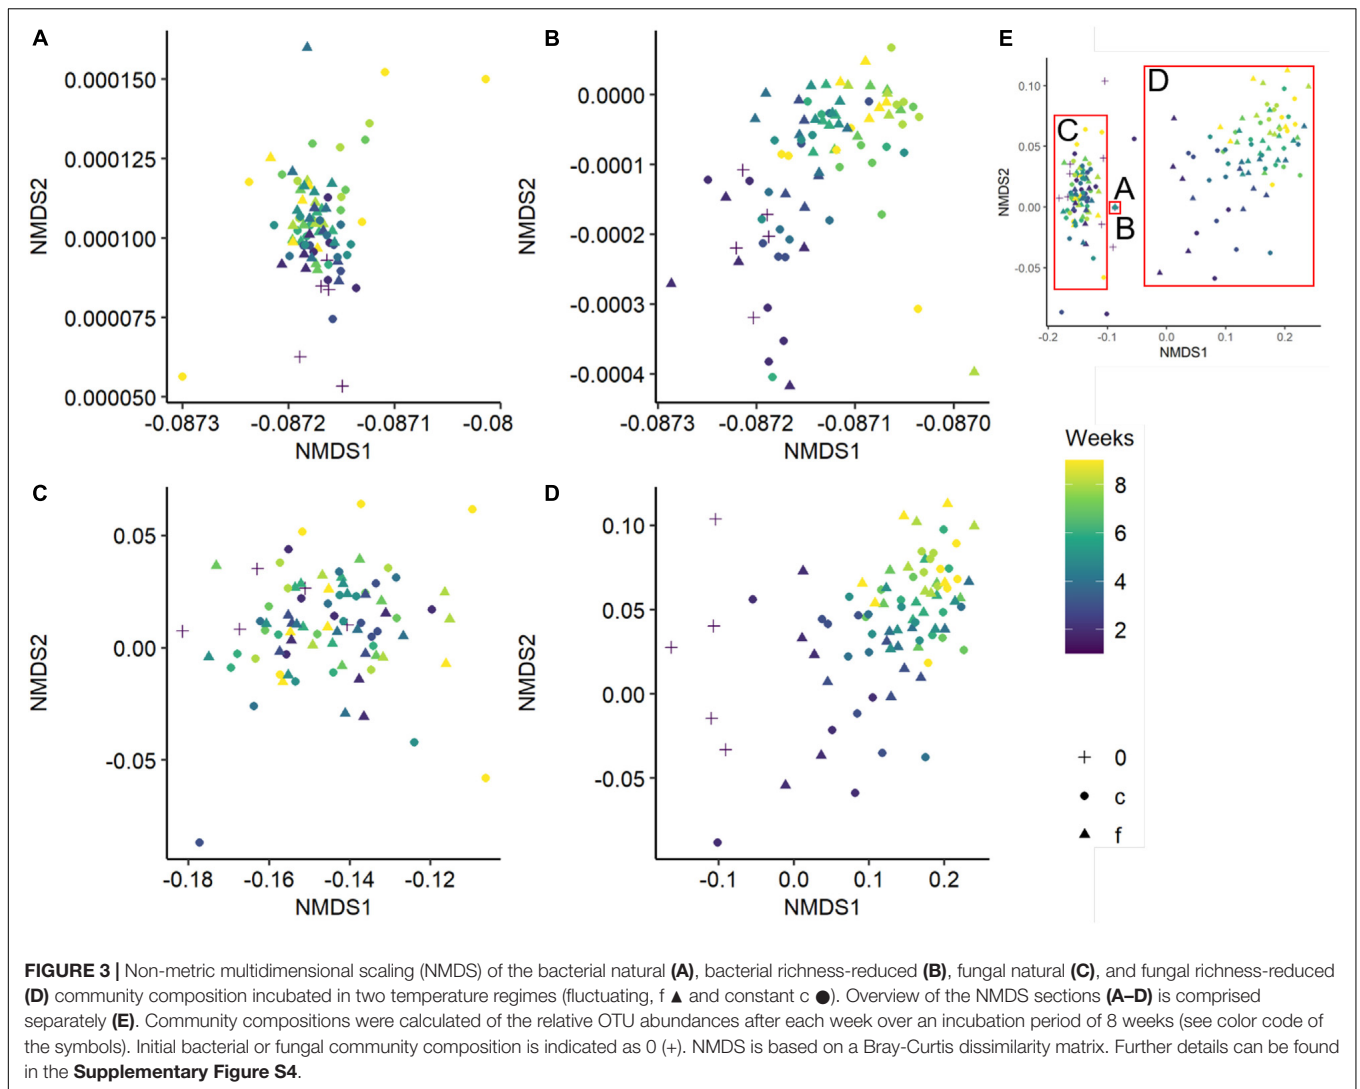 A
0.000150
0.000125
0.000100
0.000075
0.000050
NMDS2
-0.0873 -0.0872 -0.0871 -0.08
NMDS1
B
0.0000
-0.0001
-0.0002
-0.0003
-0.0004
NMDS2
-0.0873 -0.0872 -0.0871 -0.0870
NMDS1
E
0.10
0.05
0.00
-0.05
NMDS2
C
D
A
B
-0.2 -0.1 0.0 0.1 0.2
NMDS1
C
0.05
0.00
-0.05
NMDS2
-0.18 -0.16 -0.14 -0.12
NMDS1
D
0.10
0.05
0.00
-0.05
NMDS2
-0.1 0.0 0.1 0.2
NMDS1
Weeks
8
6
4
2
0
c
f
FIGURE 3 | Non-metric multidimensional scaling (NMDS) of the bacterial natural (A), bacterial richness-reduced (B), fungal natural (C), and fungal richness-reduced
(D) community composition incubated in two temperature regimes (fluctuating, f ▲ and constant c ●). Overview of the NMDS sections (A–D) is comprised
separately (E). Community compositions were calculated of the relative OTU abundances after each week over an incubation period of 8 weeks (see color code of
the symbols). Initial bacterial or fungal community composition is indicated as 0 (+). NMDS is based on a Bray-Curtis dissimilarity matrix. Further details can be found
in the Supplementary Figure S4.